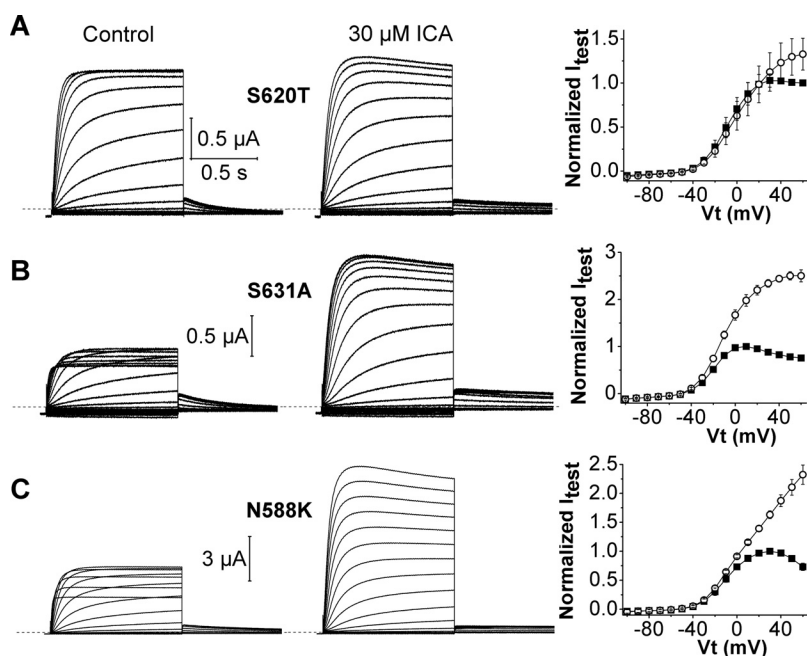 A
Control
30 µM ICA
S620T
0.5 µA
0.5 s
Normalized Itest
1.5
1.0
0.5
0.0
-80 -40 0 40
Vt (mV)
B
S631A
0.5 µA
Normalized Itest
3
2
1
0
-80 -40 0 40
Vt (mV)
C
N588K
3 µA
Normalized Itest
2.5
2.0
1.5
1.0
0.5
0.0
-80 -40 0 40
Vt (mV)